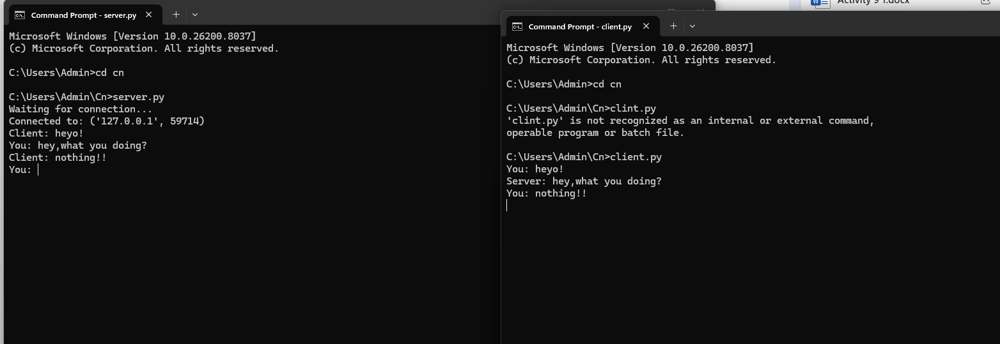 Command Prompt - server.py
Microsoft Windows [Version 10.0.26200.8037]
(c) Microsoft Corporation. All rights reserved.
C:\Users\Admin>cd cn
C:\Users\Admin\Cn>server.py
Waiting for connection...
Connected to: ('127.0.0.1', 59714)
Client: heyo!
You: hey,what you doing?
Client: nothing!!
You:
Activity 9 1.docx
Command Prompt - client.py
Microsoft Windows [Version 10.0.26200.8037]
(c) Microsoft Corporation. All rights reserved.
C:\Users\Admin>cd cn
C:\Users\Admin\Cn>clint.py
'clint.py' is not recognized as an internal or external command,
operable program or batch file.
C:\Users\Admin\Cn>client.py
You: heyo!
Server: hey,what you doing?
You: nothing!!